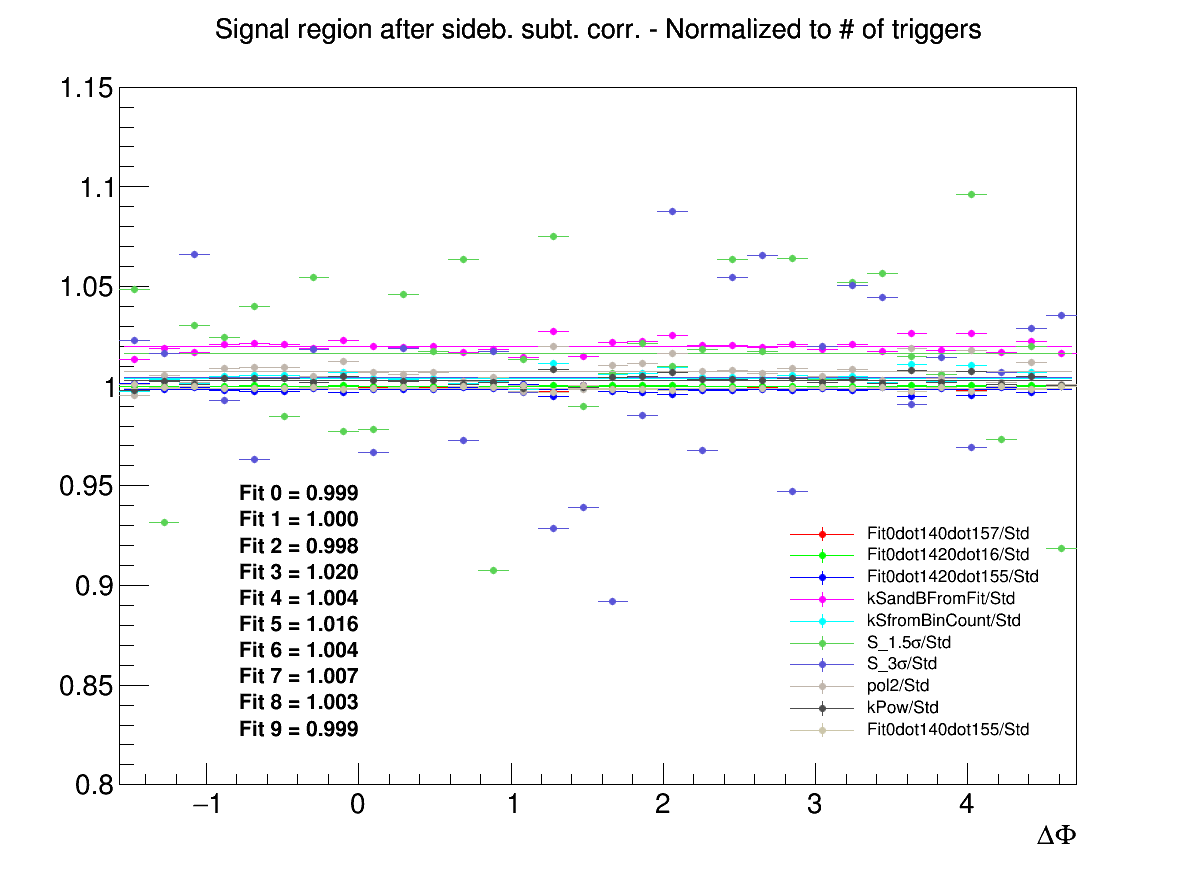 Signal region after sideb. subt. corr. - Normalized to # of triggers
1.15
1.1
1.05
1
0.95
0.9
0.85
0.8
Fit 0 = 0.999
Fit 1 = 1.000
Fit 2 = 0.998
Fit 3 = 1.020
Fit 4 = 1.004
Fit 5 = 1.016
Fit 6 = 1.004
Fit 7 = 1.007
Fit 8 = 1.003
Fit 9 = 0.999
Fit0dot140dot157/Std
Fit0dot1420dot16/Std
Fit0dot1420dot155/Std
kSandBFromFit/Std
kSfromBinCount/Std
S_1.5σ/Std
S_3σ/Std
pol2/Std
kPow/Std
Fit0dot140dot155/Std
−1 0 1 2 3 4
ΔΦ